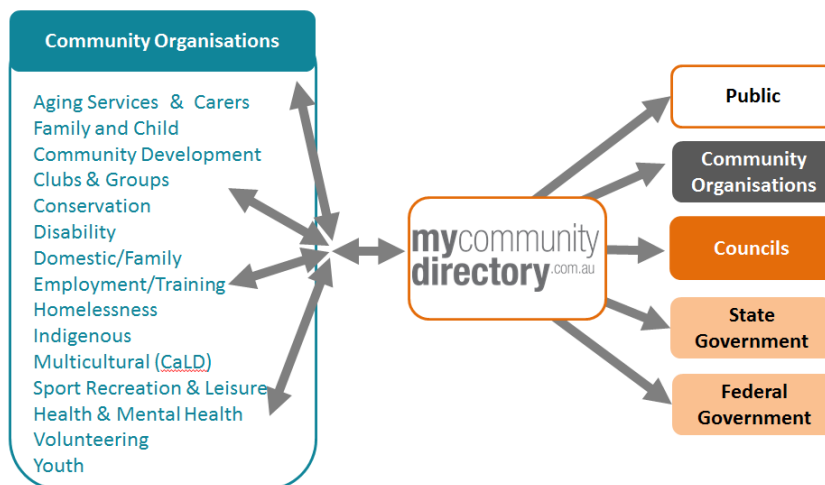 Community Organisations
Aging Services & Carers
Family and Child
Community Development
Clubs & Groups
Conservation
Disability
Domestic/Family
Employment/Training
Homelessness
Indigenous
Multicultural (CaLD)
Sport Recreation & Leisure
Health & Mental Health
Volunteering
Youth
mycommunity
directory.com.au
Public
Community
Organisations
Councils
State
Government
Federal
Government